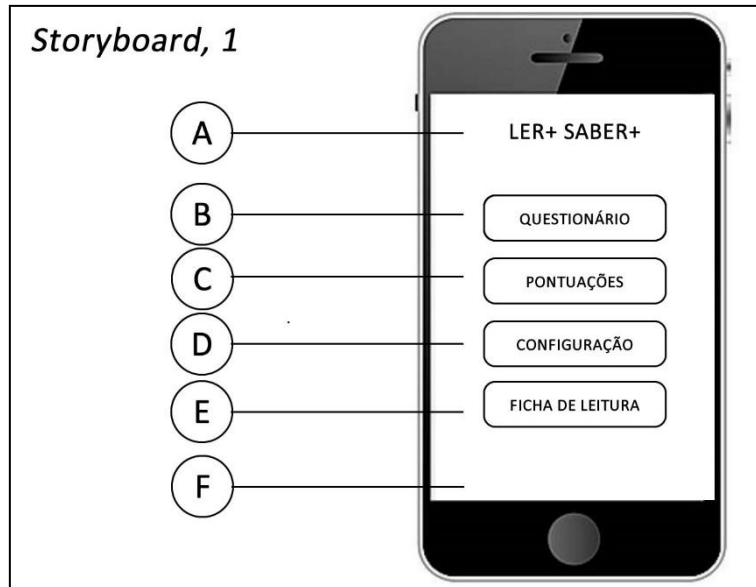 Storyboard, 1
A
LER+ SABER+
B
QUESTIONÁRIO
C
PONTUAÇÕES
D
CONFIGURAÇÃO
E
FICHA DE LEITURA
F